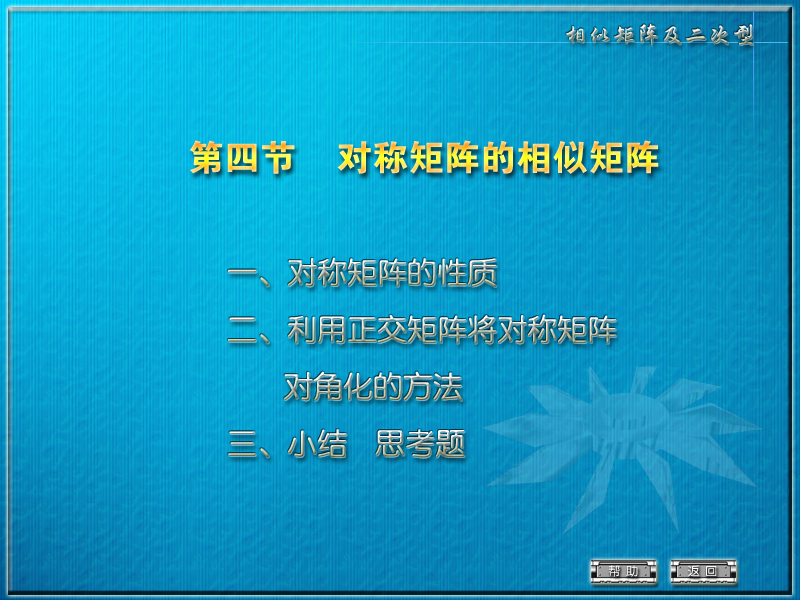 相似矩阵及二次型
第四节 对称矩阵的相似矩阵
一、对称矩阵的性质
二、利用正交矩阵将对称矩阵
对角化的方法
三、小结 思考题
帮助 返回